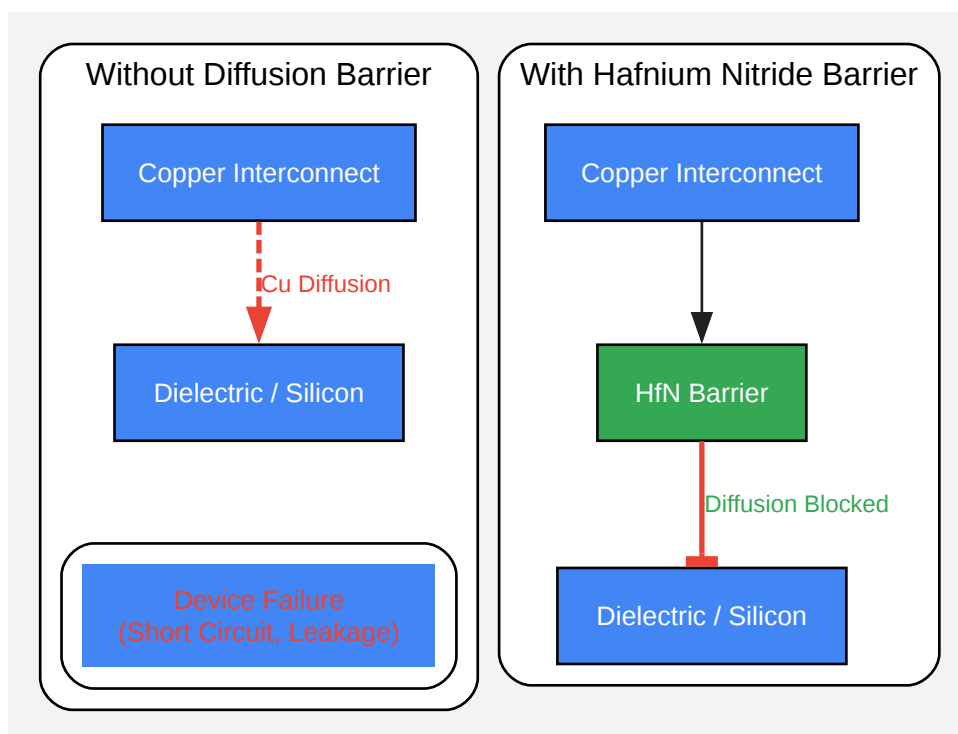 Without Diffusion Barrier
Copper Interconnect
Cu Diffusion
Dielectric / Silicon
Device Failure
(Short Circuit, Leakage)
With Hafnium Nitride Barrier
Copper Interconnect
HfN Barrier
Diffusion Blocked
Dielectric / Silicon